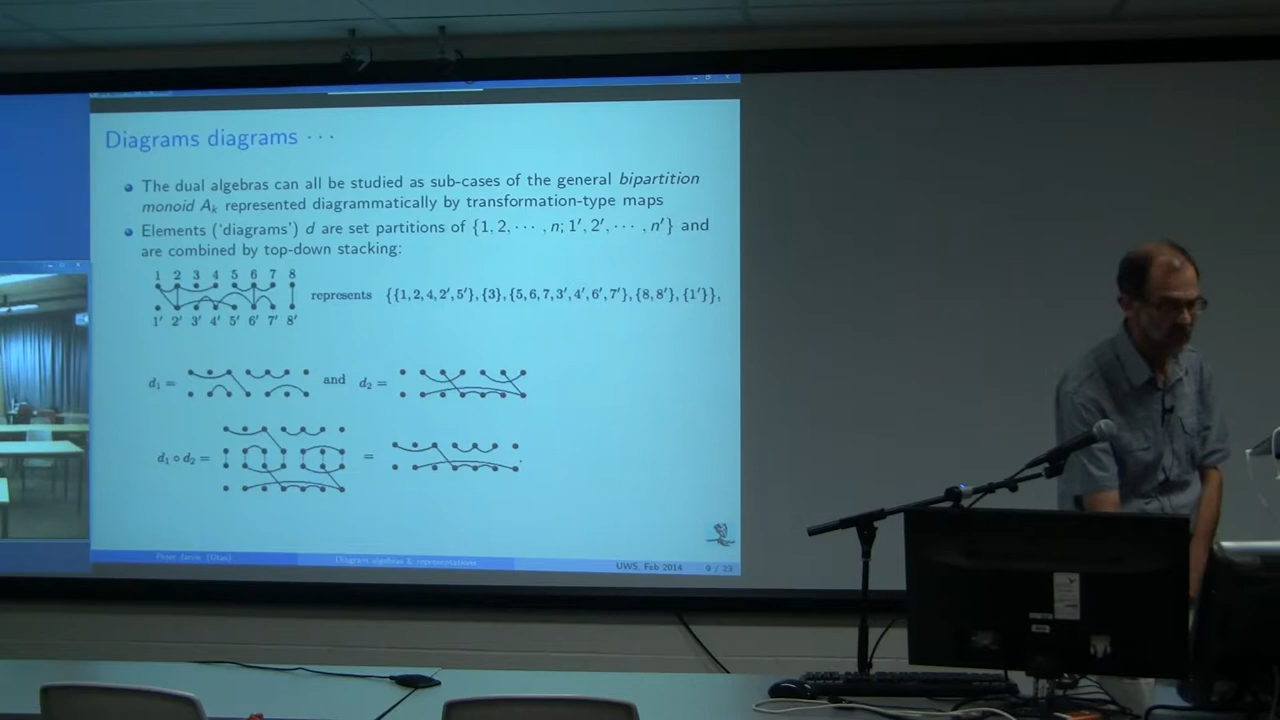 Diagrams diagrams · · ·
The dual algebras can all be studied as sub-cases of the general bipartition
monoid Aₖ represented diagrammatically by transformation-type maps
Elements ('diagrams') d are set partitions of {1, 2, · · · , n; 1′, 2′, · · · , n′} and
are combined by top-down stacking:
1 2 3 4 5 6 7 8
represents {{1, 2, 4, 2′, 5′}, {3}, {5, 6, 7, 3′, 4′, 6′, 7′}, {8, 8′}, {1′}},
1′ 2′ 3′ 4′ 5′ 6′ 7′ 8′
d₁ = and d₂ =
d₁ ∘ d₂ = = .
Peter Jarvis (Utas) Diagram algebras & representations UWS, Feb 2014 9 / 23